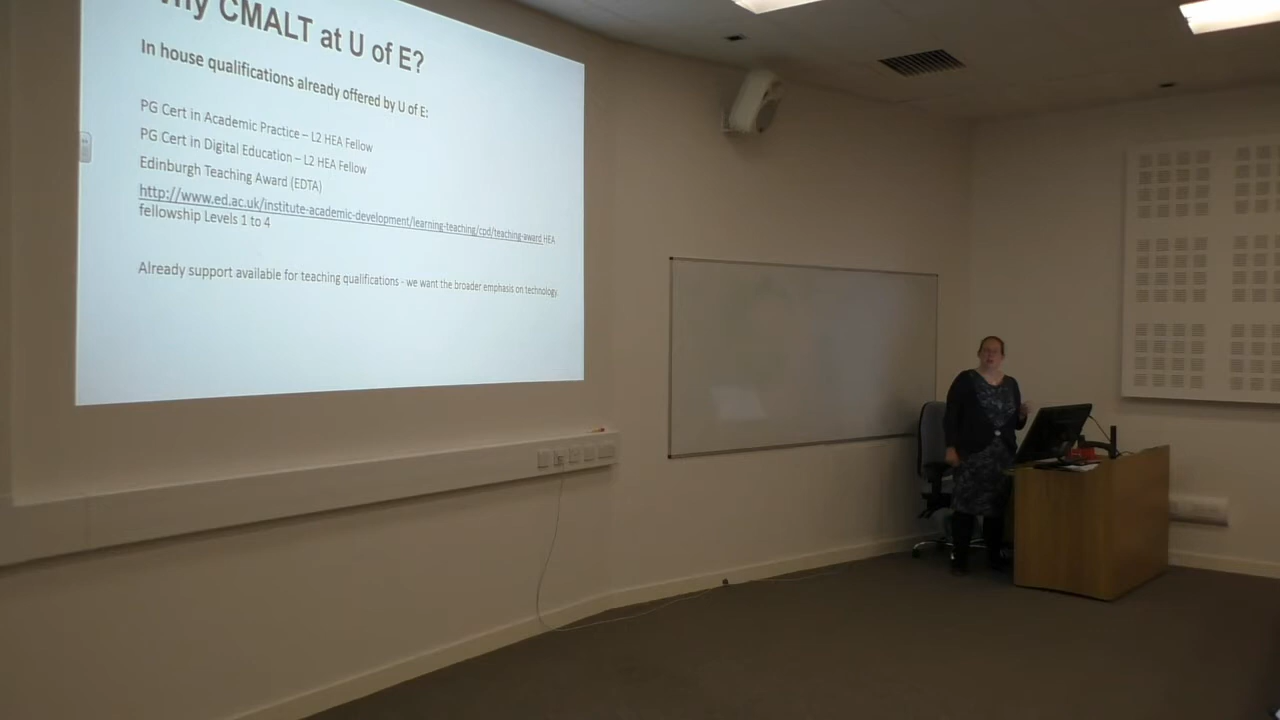 Why CMALT at U of E?
In house qualifications already offered by U of E:
PG Cert in Academic Practice – L2 HEA Fellow
PG Cert in Digital Education – L2 HEA Fellow
Edinburgh Teaching Award (EDTA)
http://www.ed.ac.uk/institute-academic-development/learning-teaching/cpd/teaching-award HEA
fellowship Levels 1 to 4
Already support available for teaching qualifications - we want the broader emphasis on technology.